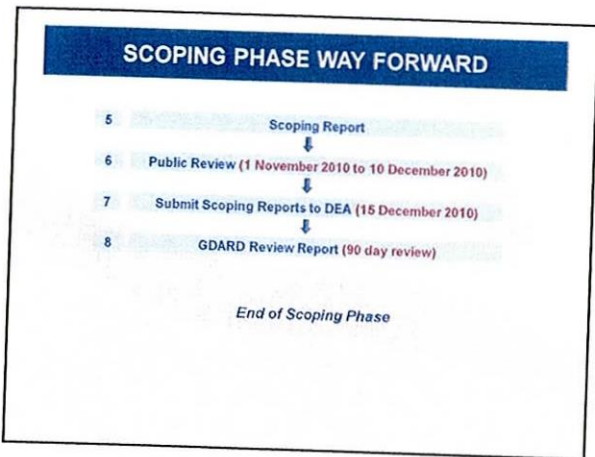 SCOPING PHASE WAY FORWARD
5 Scoping Report
6 Public Review (1 November 2010 to 10 December 2010)
7 Submit Scoping Reports to DEA (15 December 2010)
8 GDARD Review Report (90 day review)
End of Scoping Phase